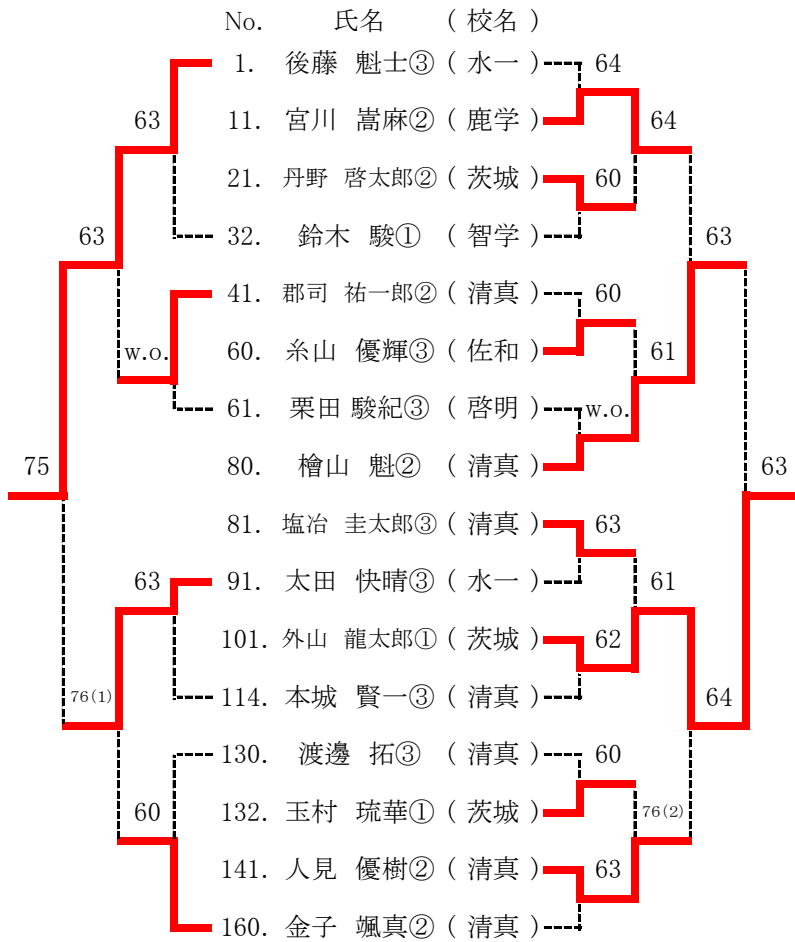 No. 氏名 ( 校名 )
1. 後藤 魁士③ ( 水一 ) 64
63 11. 宮川 嵩麻② ( 鹿学 ) 64
21. 丹野 啓太郎② ( 茨城 ) 60
63 32. 鈴木 駿① ( 智学 ) 63
41. 郡司 祐一郎② ( 清真 ) 60
w.o. 60. 糸山 優輝③ ( 佐和 ) 61
61. 栗田 駿紀③ ( 啓明 ) w.o.
75 80. 檜山 魁② ( 清真 ) 63
81. 塩冶 圭太郎③ ( 清真 ) 63
63 91. 太田 快晴③ ( 水一 ) 61
101. 外山 龍太郎① ( 茨城 ) 62
76(1) 114. 本城 賢一③ ( 清真 ) 64
130. 渡邊 拓③ ( 清真 ) 60
60 132. 玉村 琉華① ( 茨城 ) 76(2)
141. 人見 優樹② ( 清真 ) 63
160. 金子 颯真② ( 清真 )